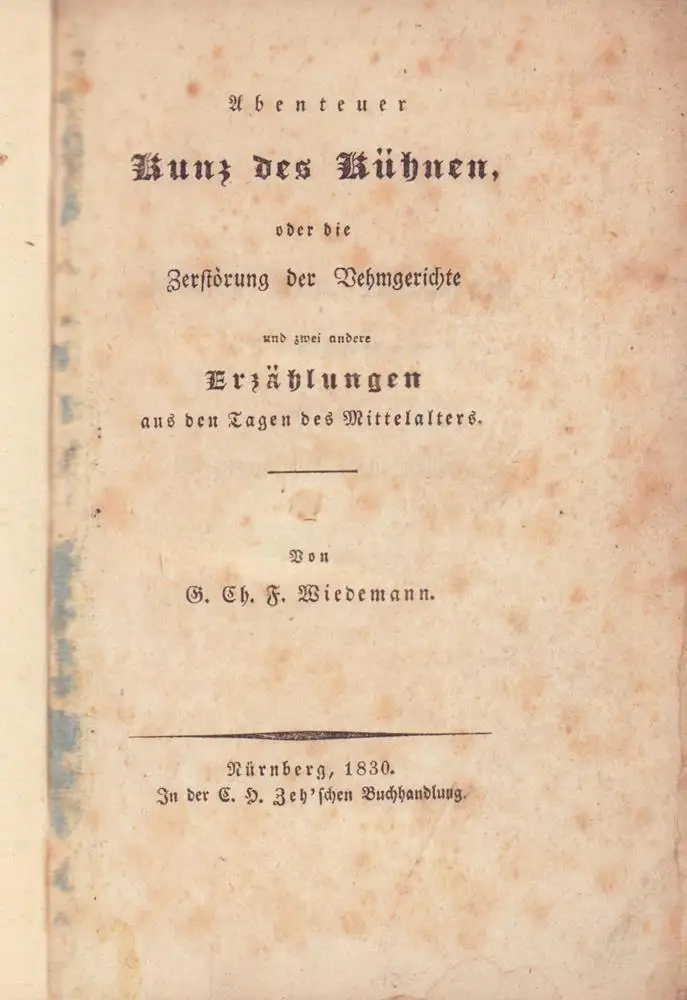 Abenteuer
Kunz des Kühnen,
oder die
Zerstörung der Vehmgerichte
und zwei andere
Erzählungen
aus den Tagen des Mittelalters.
Von
G. Ch. F. Wiedemann.
Nürnberg, 1830.
In der C. H. Zeh'schen Buchhandlung.